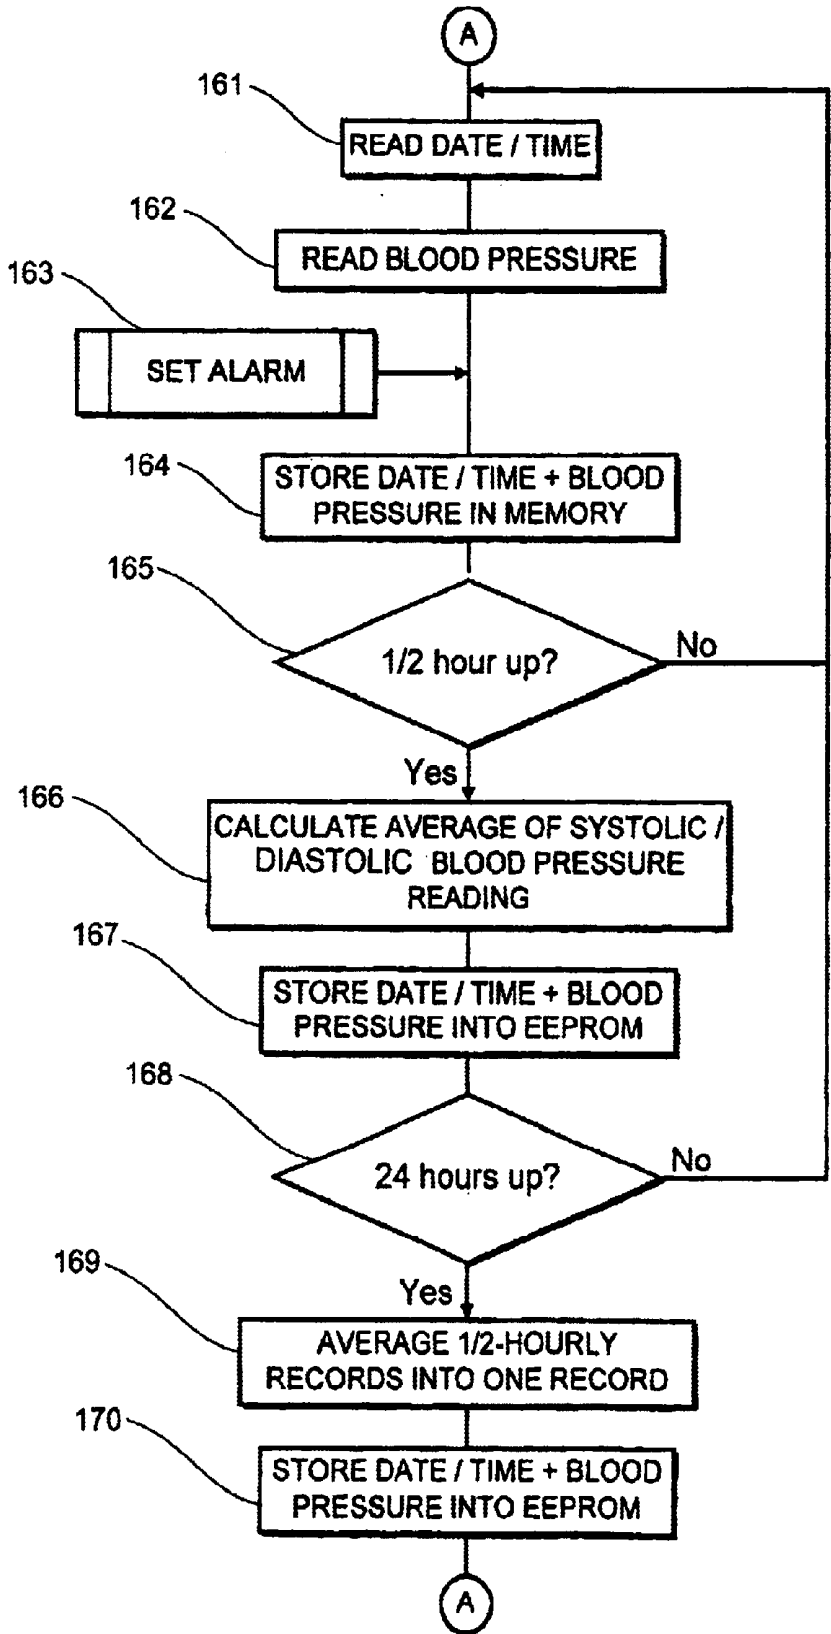 A
161
READ DATE / TIME
162
READ BLOOD PRESSURE
163
SET ALARM
164
STORE DATE / TIME + BLOOD
PRESSURE IN MEMORY
165
1/2 hour up?
No
Yes
166
CALCULATE AVERAGE OF SYSTOLIC /
DIASTOLIC BLOOD PRESSURE
READING
167
STORE DATE / TIME + BLOOD
PRESSURE INTO EEPROM
168
24 hours up?
No
Yes
169
AVERAGE 1/2-HOURLY
RECORDS INTO ONE RECORD
170
STORE DATE / TIME + BLOOD
PRESSURE INTO EEPROM
A